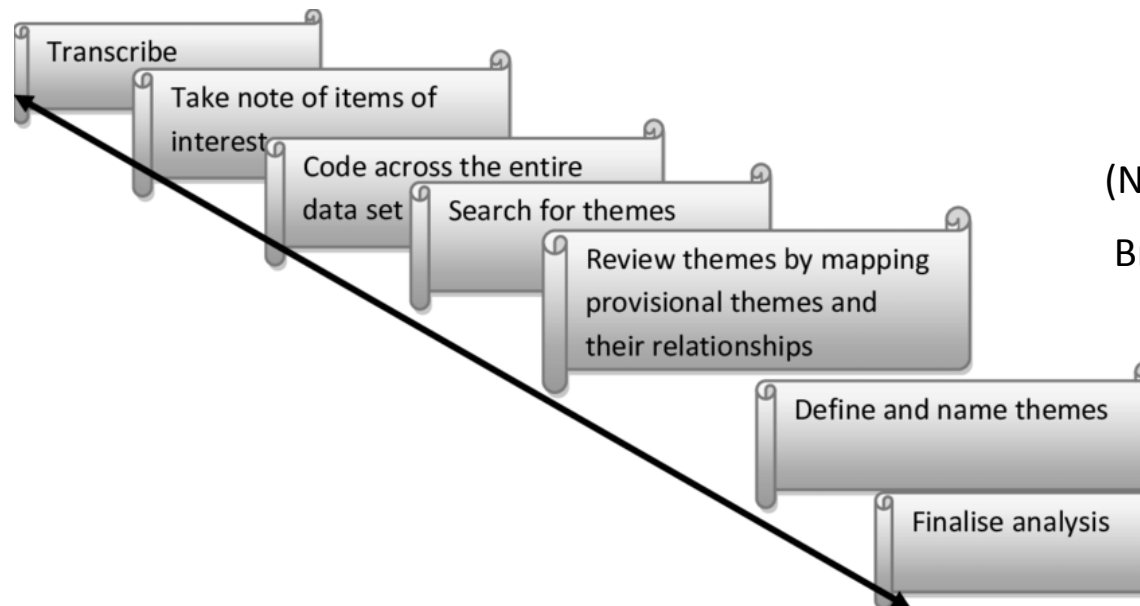 Transcribe
Take note of items of
interest
Code across the entire
data set
Search for themes
Review themes by mapping
provisional themes and
their relationships
Define and name themes
Finalise analysis